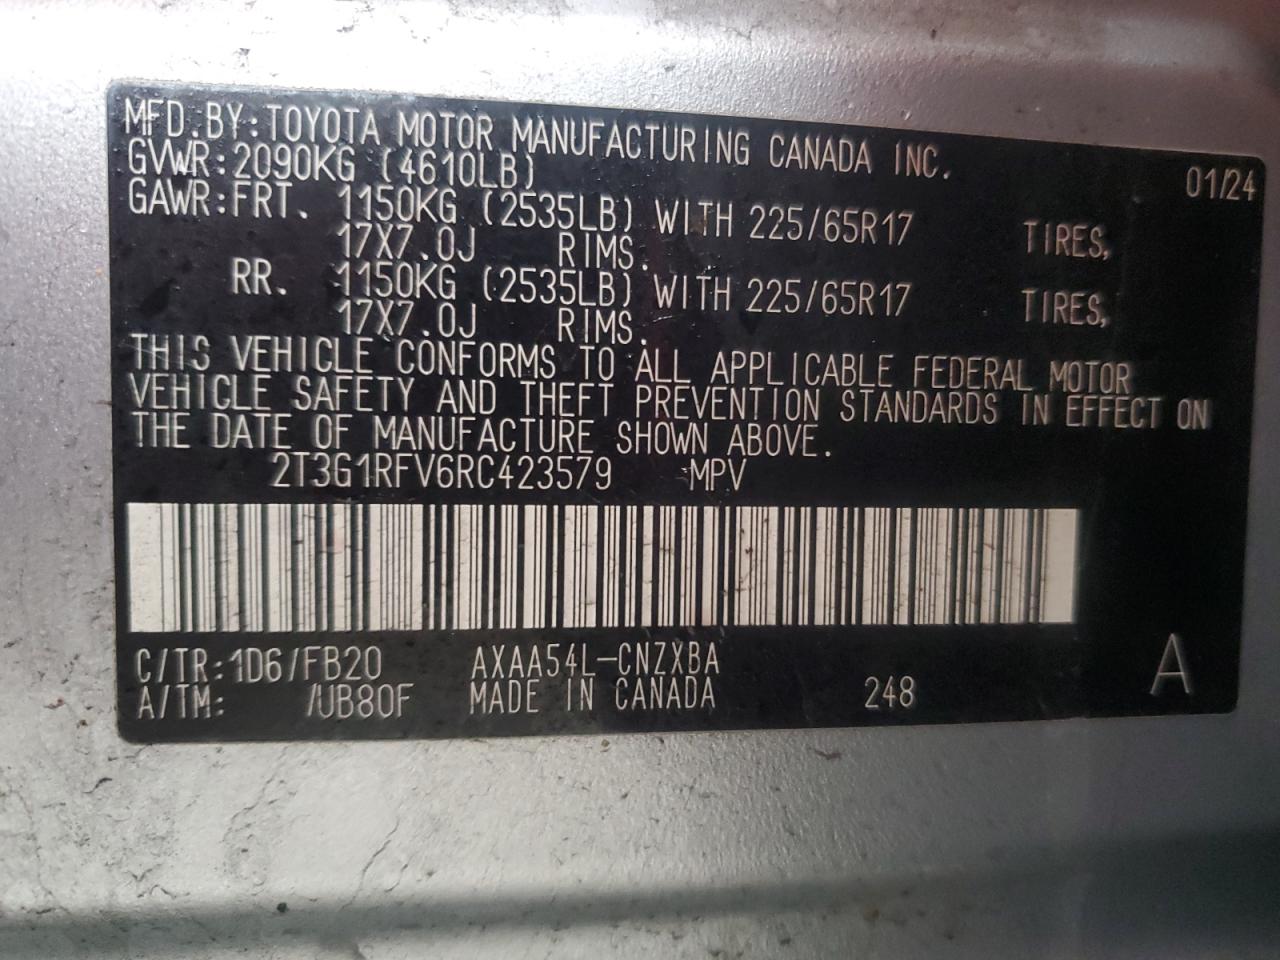 MFD.BY:TOYOTA MOTOR MANUFACTURING CANADA INC. 01/24
GVWR:2090KG (4610LB)
GAWR:FRT. 1150KG (2535LB) WITH 225/65R17 TIRES,
17X7.0J RIMS.
RR. 1150KG (2535LB) WITH 225/65R17 TIRES,
17X7.0J RIMS.
THIS VEHICLE CONFORMS TO ALL APPLICABLE FEDERAL MOTOR
VEHICLE SAFETY AND THEFT PREVENTION STANDARDS IN EFFECT ON
THE DATE OF MANUFACTURE SHOWN ABOVE.
2T3G1RFV6RC423579 MPV
C/TR:1D6/FB20 AXAA54L-CNZXBA A
A/TM: /UB80F MADE IN CANADA 248